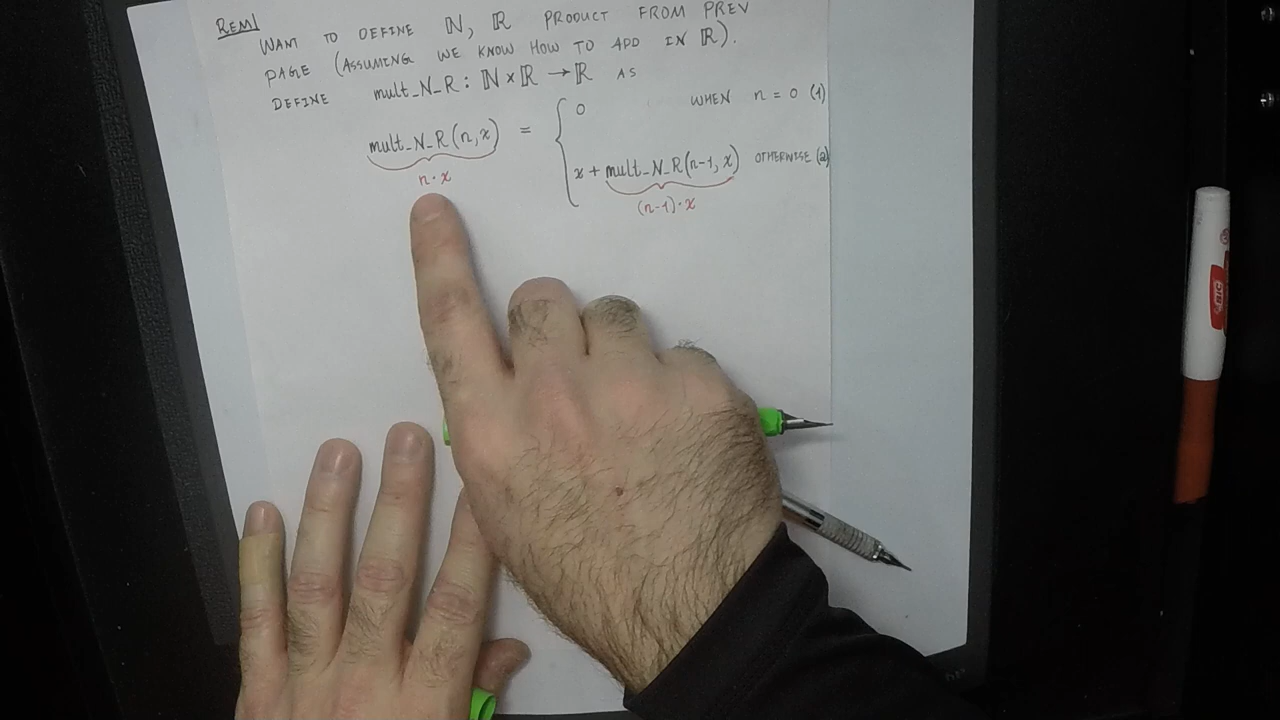 REM
WANT TO DEFINE ℕ, ℝ PRODUCT FROM PREV
PAGE (ASSUMING WE KNOW HOW TO ADD IN ℝ).
DEFINE mult_N_R : ℕ × ℝ → ℝ AS
mult_N_R(n,x) = { 0 WHEN n = 0 (1)
n·x
x + mult_N_R(n-1, x) OTHERWISE (2)
(n-1)·x
BIC